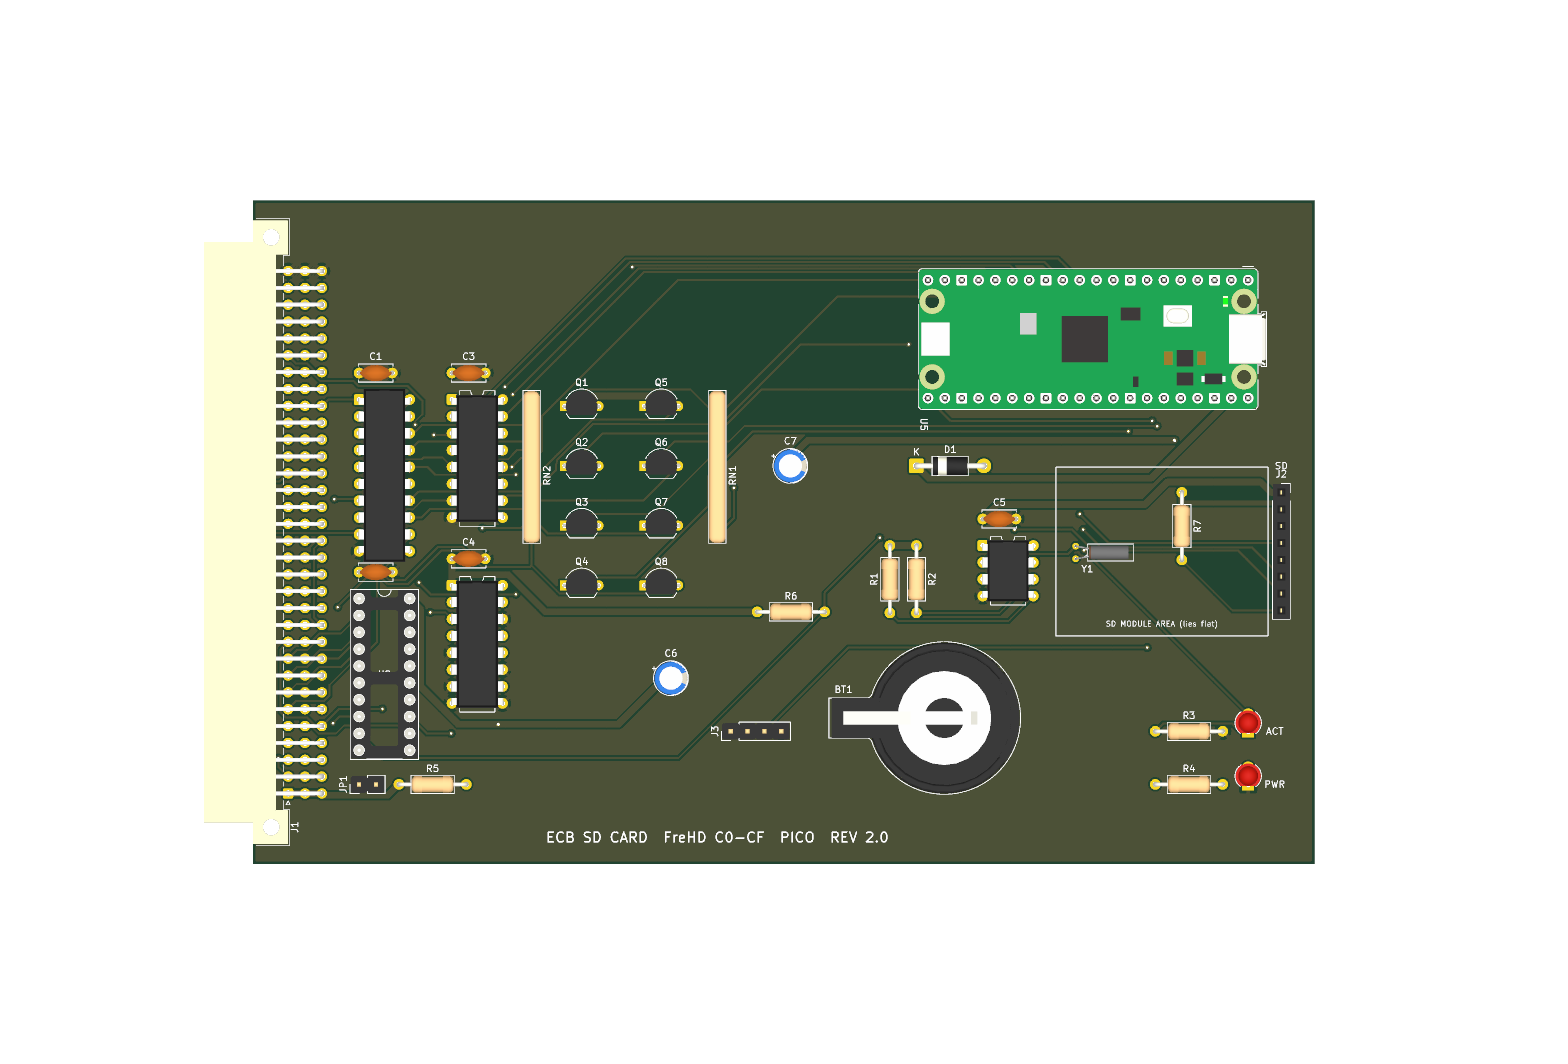 C1
C3
Q1
Q5
U5
C7
K
D1
Q2
Q6
RN2
RN1
SD
J2
Q3
Q7
C5
R7
C4
Y1
Q4
Q8
R1
R2
R6
SD MODULE AREA (lies flat)
C6
BT1
J3
R3
ACT
R5
R4
PWR
JP1
J1
ECB SD CARD FreHD C0-CF PICO REV 2.0